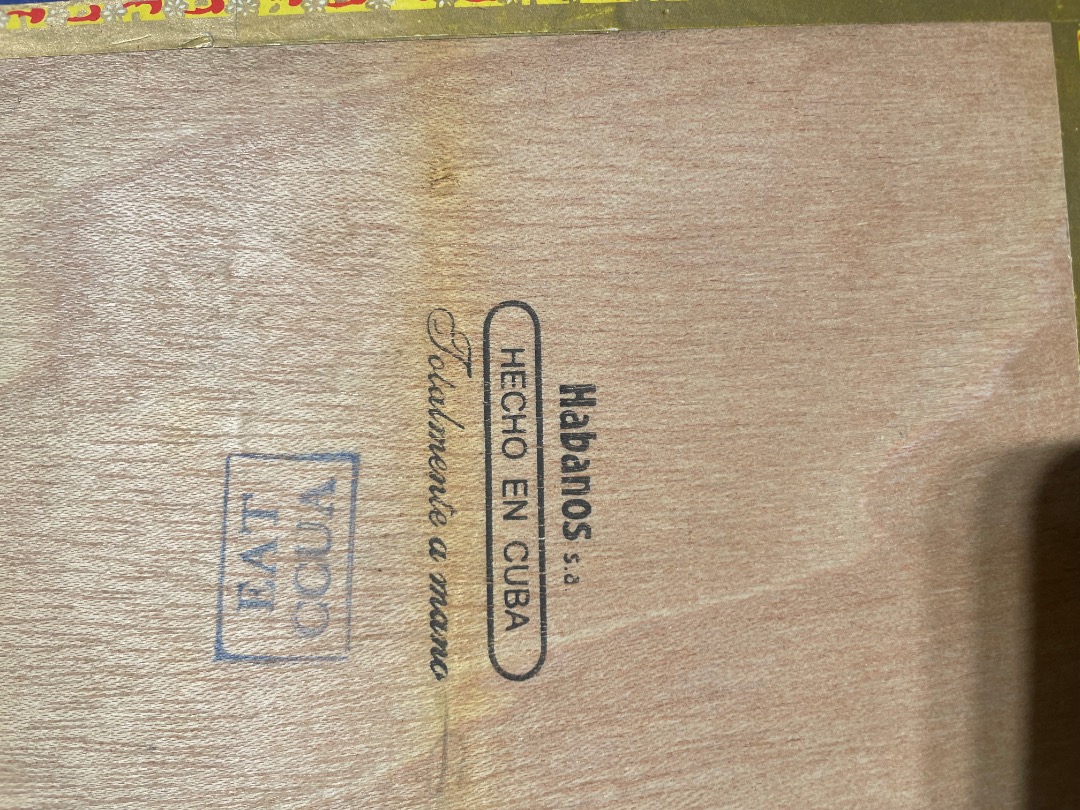 Habanos s.a
HECHO EN CUBA
Totalmente a mano
EAT
CCUA